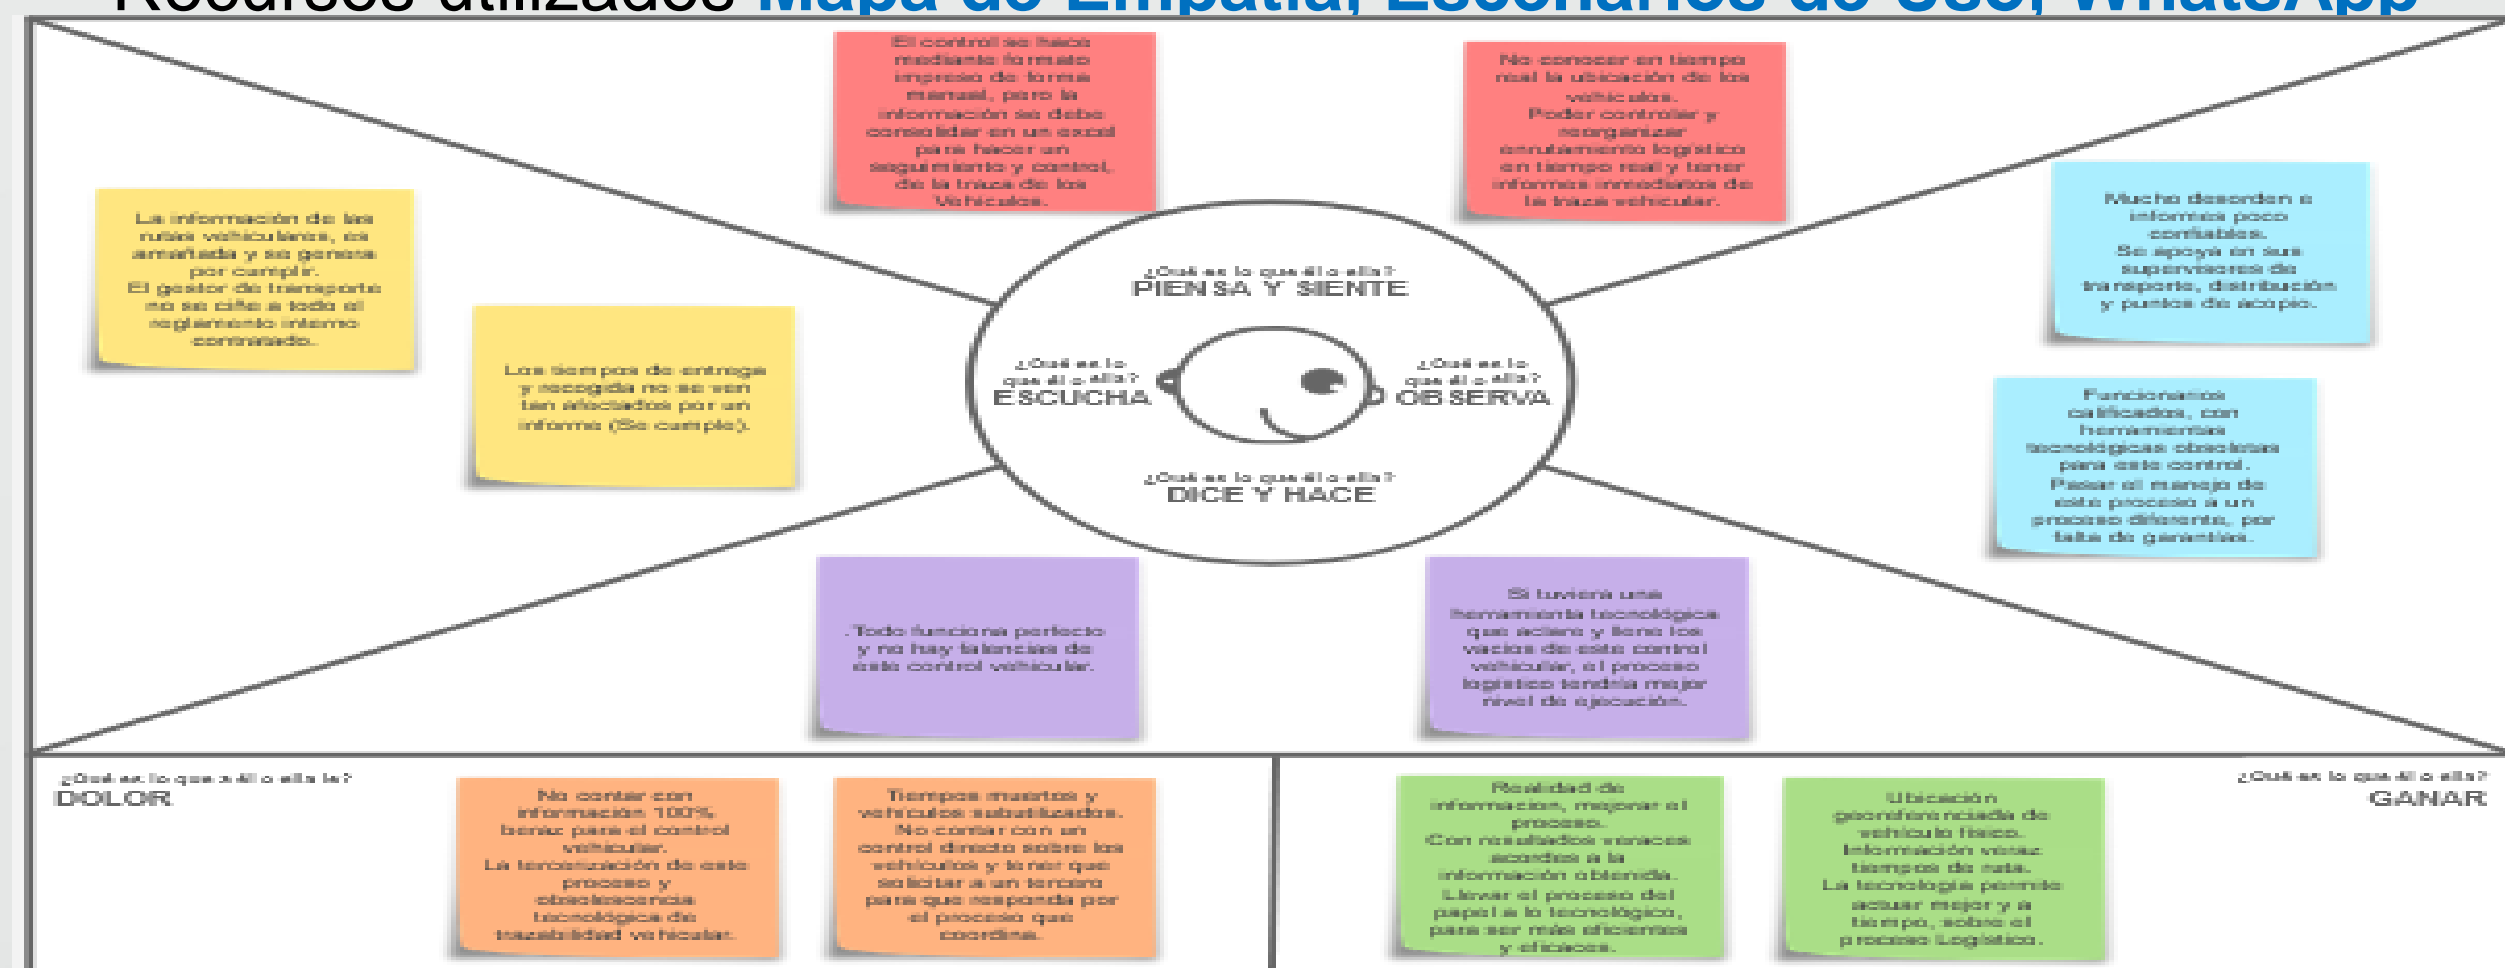 Recursos utilizados Mapa de Empatía, Escenarios de Uso, WhatsApp
El control se hace
mediante formato
impreso de forma
manual, pero la
información se debe
consolidar en un excel
para hacer un
seguimiento y control,
de la traza de los
Vehículos.
No conocer en tiempo
real la ubicación de los
vehículos.
Poder controlar y
reorganizar
enrutamiento logístico
en tiempo real y tener
informes inmediatos de
la traza vehicular.
La información de las
rutas vehiculares, es
amañada y se genera
por cumplir.
El gestor de transporte
no se ciñe a todo el
reglamento interno
contratado.
Los tiempos de entrega
y recogida no se ven
tan afectados por un
informe (Se cumple).
Mucho desorden e
informes poco
confiables.
Se apoya en sus
supervisores de
transporte, distribución
y puntos de acopio.
Funcionarios
calificados, con
herramientas
tecnológicas obsoletas
para este control.
Pasar el manejo de
este proceso a un
proceso diferente, por
falta de garantías.
¿Qué es lo que él o ella?
PIENSA Y SIENTE
¿Qué es lo
que él o ella?
ESCUCHA
¿Qué es lo
que él o ella?
OBSERVA
¿Qué es lo que él o ella?
DICE Y HACE
.Todo funciona perfecto
y no hay falencias de
este control vehicular.
Si tuviera una
herramienta tecnológica
que aclare y llene los
vacíos de este control
vehicular, el proceso
logístico tendría mejor
nivel de ejecución.
¿Qué es lo que a él o ella le?
DOLOR
No contar con
información 100%
beraz para el control
vehicular.
La tercerización de este
proceso y
obsolescencia
tecnológica de
trazabilidad vehicular.
Tiempos muertos y
vehículos subutilizados.
No contar con un
control directo sobre los
vehículos y tener que
solicitar a un tercero
para que responda por
el proceso que
coordina.
Realidad de
informacion, mejorar el
proceso.
Con resultados veraces
acordes a la
información obtenida.
Llevar el proceso del
papel a lo tecnológico,
para ser más eficientes
y eficaces.
Ubicación
georeferenciada de
vehículo físico.
Información veraz
tiempos de ruta.
La tecnología permite
actuar mejor y a
tiempo, sobre el
proceso Logístico.
¿Qué es lo que él o ella?
GANAR